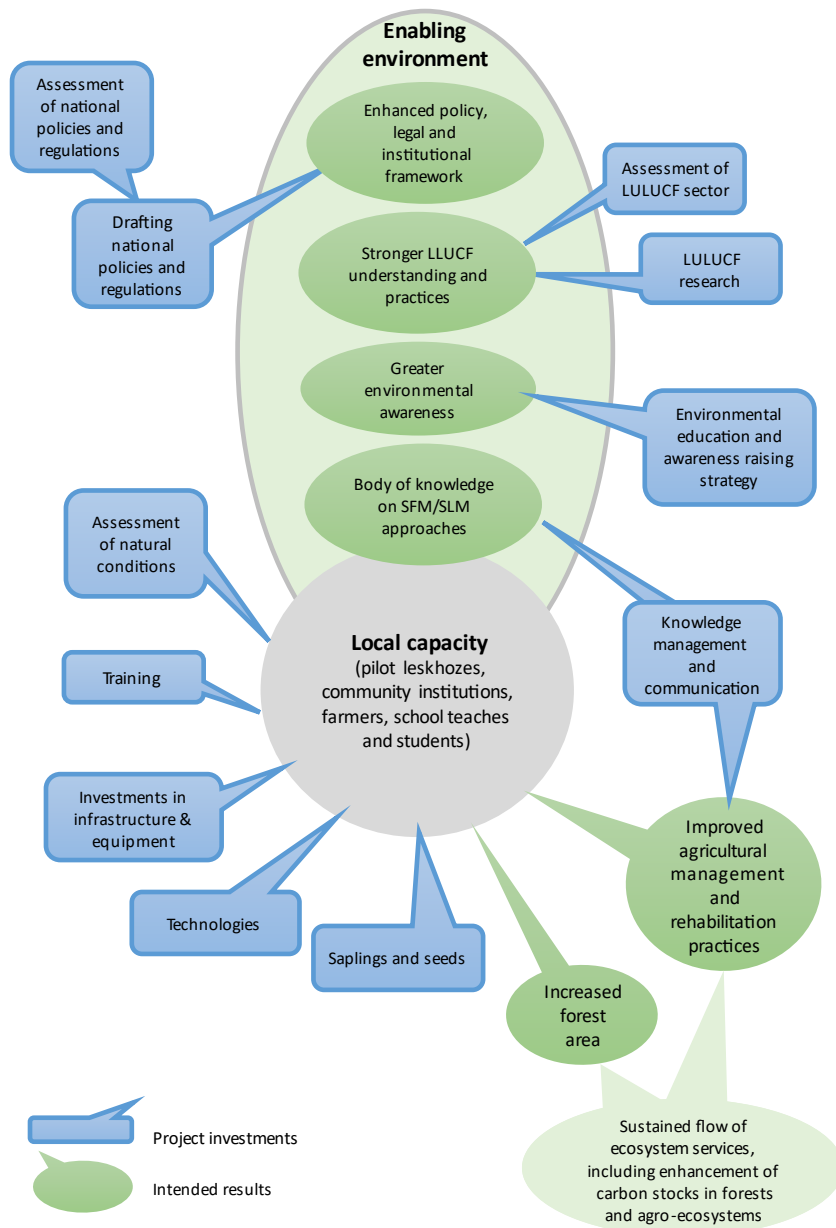 Enabling
environment
Assessment
of national
policies and
regulations
Enhanced policy,
legal and
institutional
framework
Drafting
national
policies and
regulations
Assessment of
LULUCF sector
Stronger LLUCF
understanding and
practices
LULUCF
research
Greater
environmental
awareness
Environmental
education and
awareness raising
strategy
Body of knowledge
on SFM/SLM
approaches
Assessment
of natural
conditions
Knowledge
management
and
communication
Local capacity
(pilot leskhozes,
community institutions,
farmers, school teaches
and students)
Training
Investments in
infrastructure &
equipment
Improved
agricultural
management
and
rehabilitation
practices
Technologies
Saplings and seeds
Increased
forest
area
Sustained flow of
ecosystem services,
including enhancement of
carbon stocks in forests
and agro-ecosystems
Project investments
Intended results